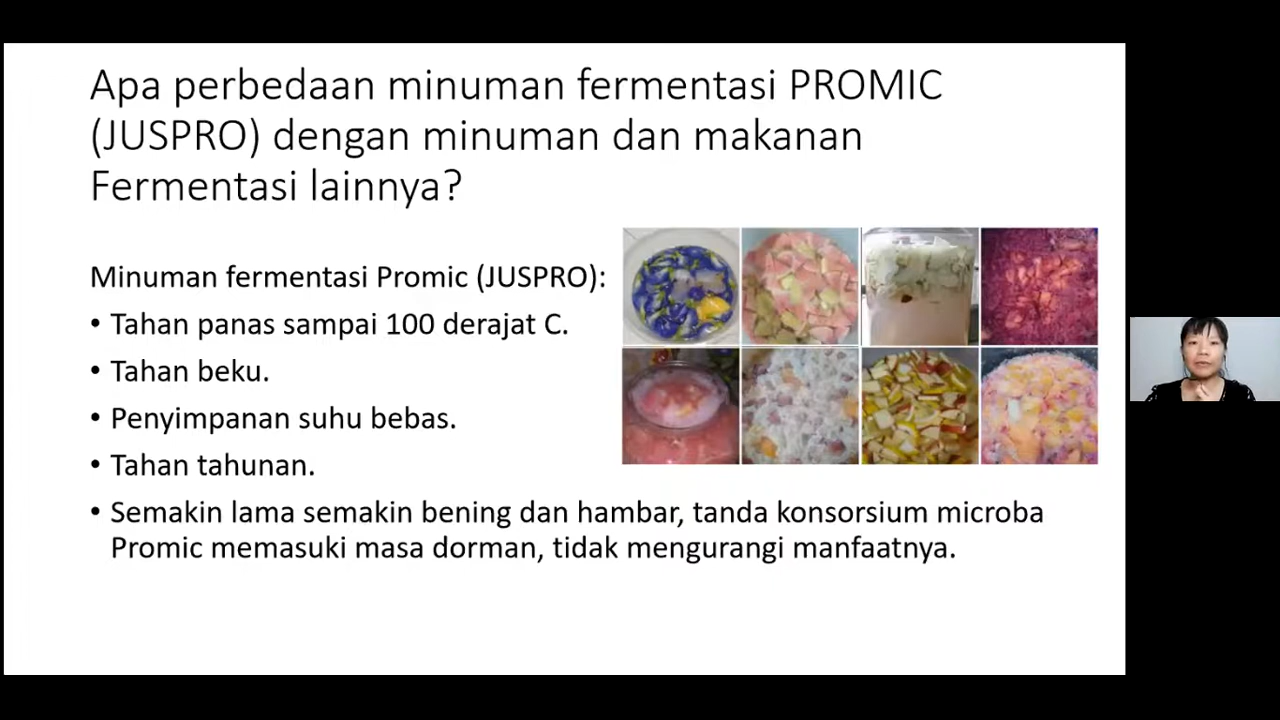 Apa perbedaan minuman fermentasi PROMIC
(JUSPRO) dengan minuman dan makanan
Fermentasi lainnya?
Minuman fermentasi Promic (JUSPRO):
• Tahan panas sampai 100 derajat C.
• Tahan beku.
• Penyimpanan suhu bebas.
• Tahan tahunan.
• Semakin lama semakin bening dan hambar, tanda konsorsium microba
Promic memasuki masa dorman, tidak mengurangi manfaatnya.